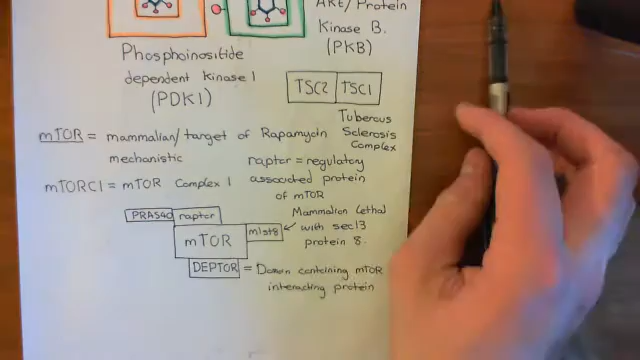 AKE/ Protein
Kinase B.
(PKB)
Phosphoinositide
dependent kinase 1
(PDK1)
TSC2 TSC1
Tuberous
Sclerosis
Complex
mTOR = mammalian/ target of Rapamycin
mechanistic
raptor = regulatory
associated protein
of mTOR
mTORC1 = mTOR Complex 1
PRAS40 raptor
mTOR
mlst8
Mammalian Lethal
with sec13
protein 8.
DEPTOR = Domain containing mTOR
interacting protein